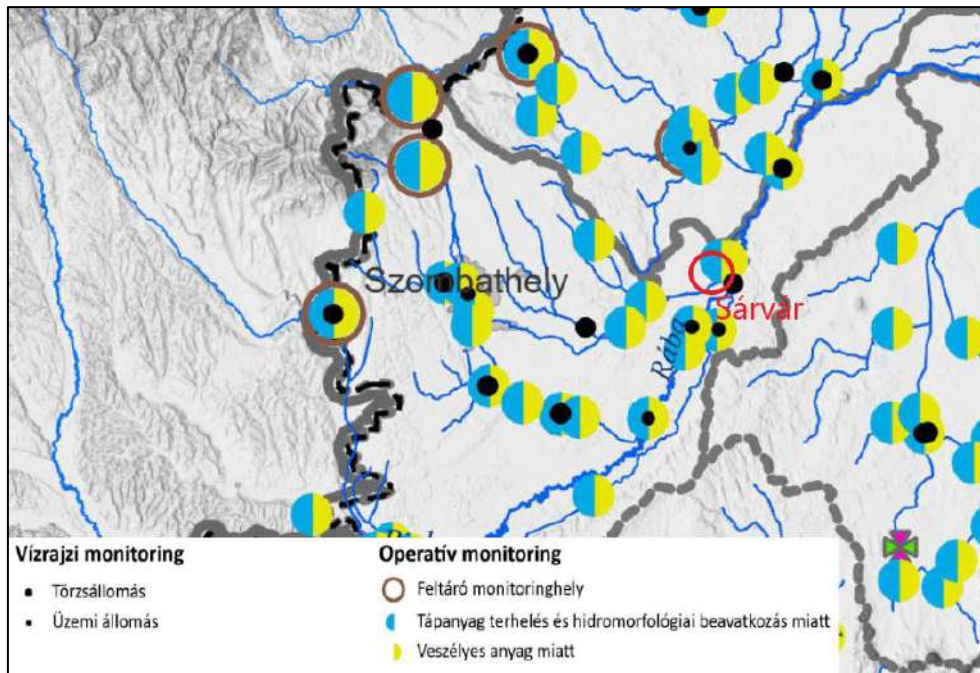 Szombathely
Sárvár
Rába
Vízrajzi monitoring
Törzsállomás
Üzemi állomás
Operatív monitoring
Feltáró monitoringhely
Tápanyag terhelés és hidromorfológiai beavatkozás miatt
Veszélyes anyag miatt